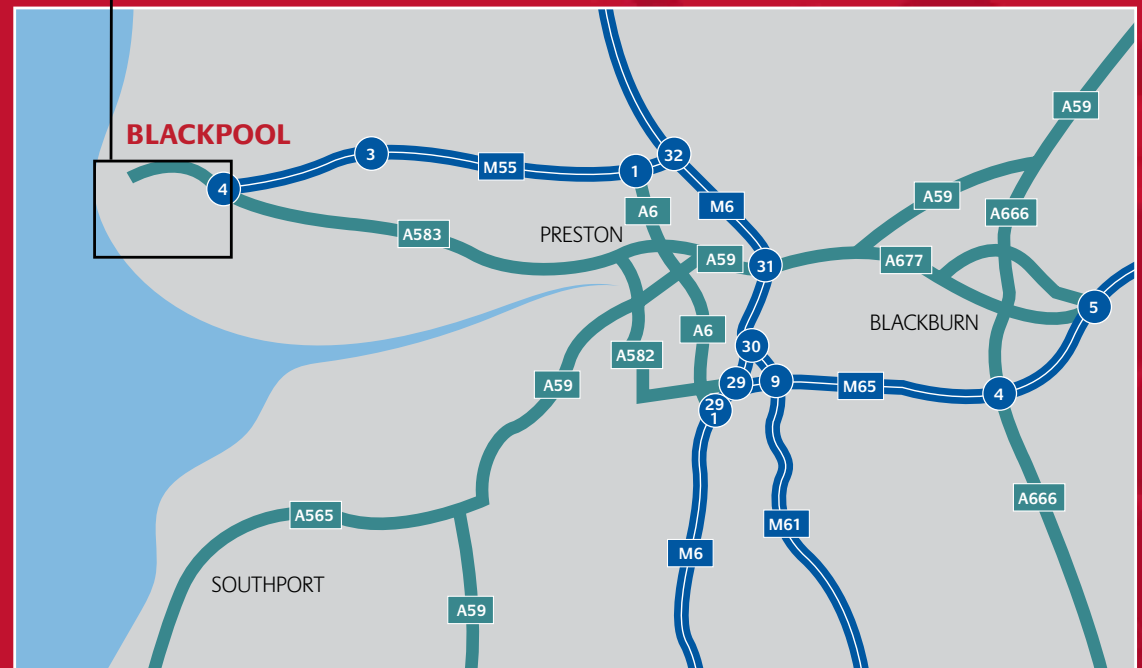 A59
BLACKPOOL
3
32
M55
1
4
A59
M6
A6
A666
A583
PRESTON
A59
31
A677
5
BLACKBURN
A6
30
A582
A59
29
9
M65
4
29
1
A666
A565
M61
M6
SOUTHPORT
A59